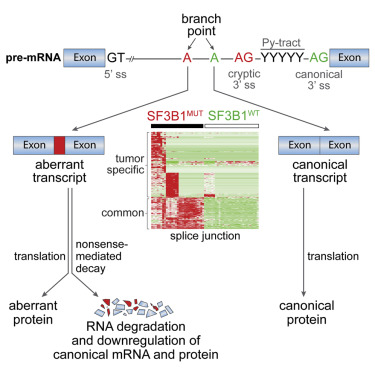 branch
point
pre-mRNA Exon GT A A AG YYYYY AG Exon
Py-tract
5' ss
cryptic
3' ss
canonical
3' ss
SF3B1MUT SF3B1WT
Exon Exon
aberrant
transcript
tumor
specific
common
splice junction
Exon Exon
canonical
transcript
translation
nonsense-
mediated
decay
translation
aberrant
protein
RNA degradation
and downregulation of
canonical mRNA and protein
canonical
protein